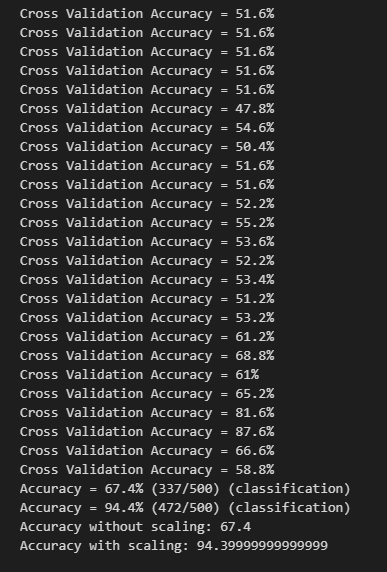 Cross Validation Accuracy = 51.6%
Cross Validation Accuracy = 51.6%
Cross Validation Accuracy = 51.6%
Cross Validation Accuracy = 51.6%
Cross Validation Accuracy = 51.6%
Cross Validation Accuracy = 47.8%
Cross Validation Accuracy = 54.6%
Cross Validation Accuracy = 50.4%
Cross Validation Accuracy = 51.6%
Cross Validation Accuracy = 51.6%
Cross Validation Accuracy = 52.2%
Cross Validation Accuracy = 55.2%
Cross Validation Accuracy = 53.6%
Cross Validation Accuracy = 52.2%
Cross Validation Accuracy = 53.4%
Cross Validation Accuracy = 51.2%
Cross Validation Accuracy = 53.2%
Cross Validation Accuracy = 61.2%
Cross Validation Accuracy = 68.8%
Cross Validation Accuracy = 61%
Cross Validation Accuracy = 65.2%
Cross Validation Accuracy = 81.6%
Cross Validation Accuracy = 87.6%
Cross Validation Accuracy = 66.6%
Cross Validation Accuracy = 58.8%
Accuracy = 67.4% (337/500) (classification)
Accuracy = 94.4% (472/500) (classification)
Accuracy without scaling: 67.4
Accuracy with scaling: 94.39999999999999